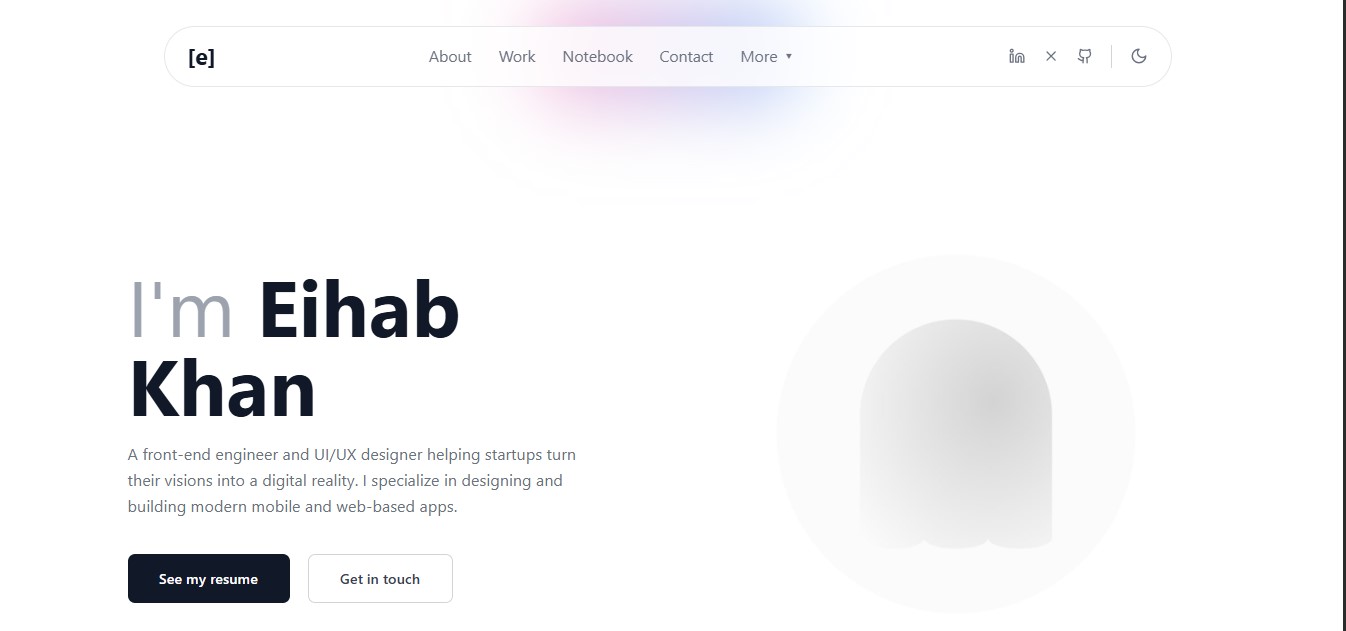 [e]
About Work Notebook Contact More
I'm Eihab
Khan
A front-end engineer and UI/UX designer helping startups turn
their visions into a digital reality. I specialize in designing and
building modern mobile and web-based apps.
See my resume Get in touch